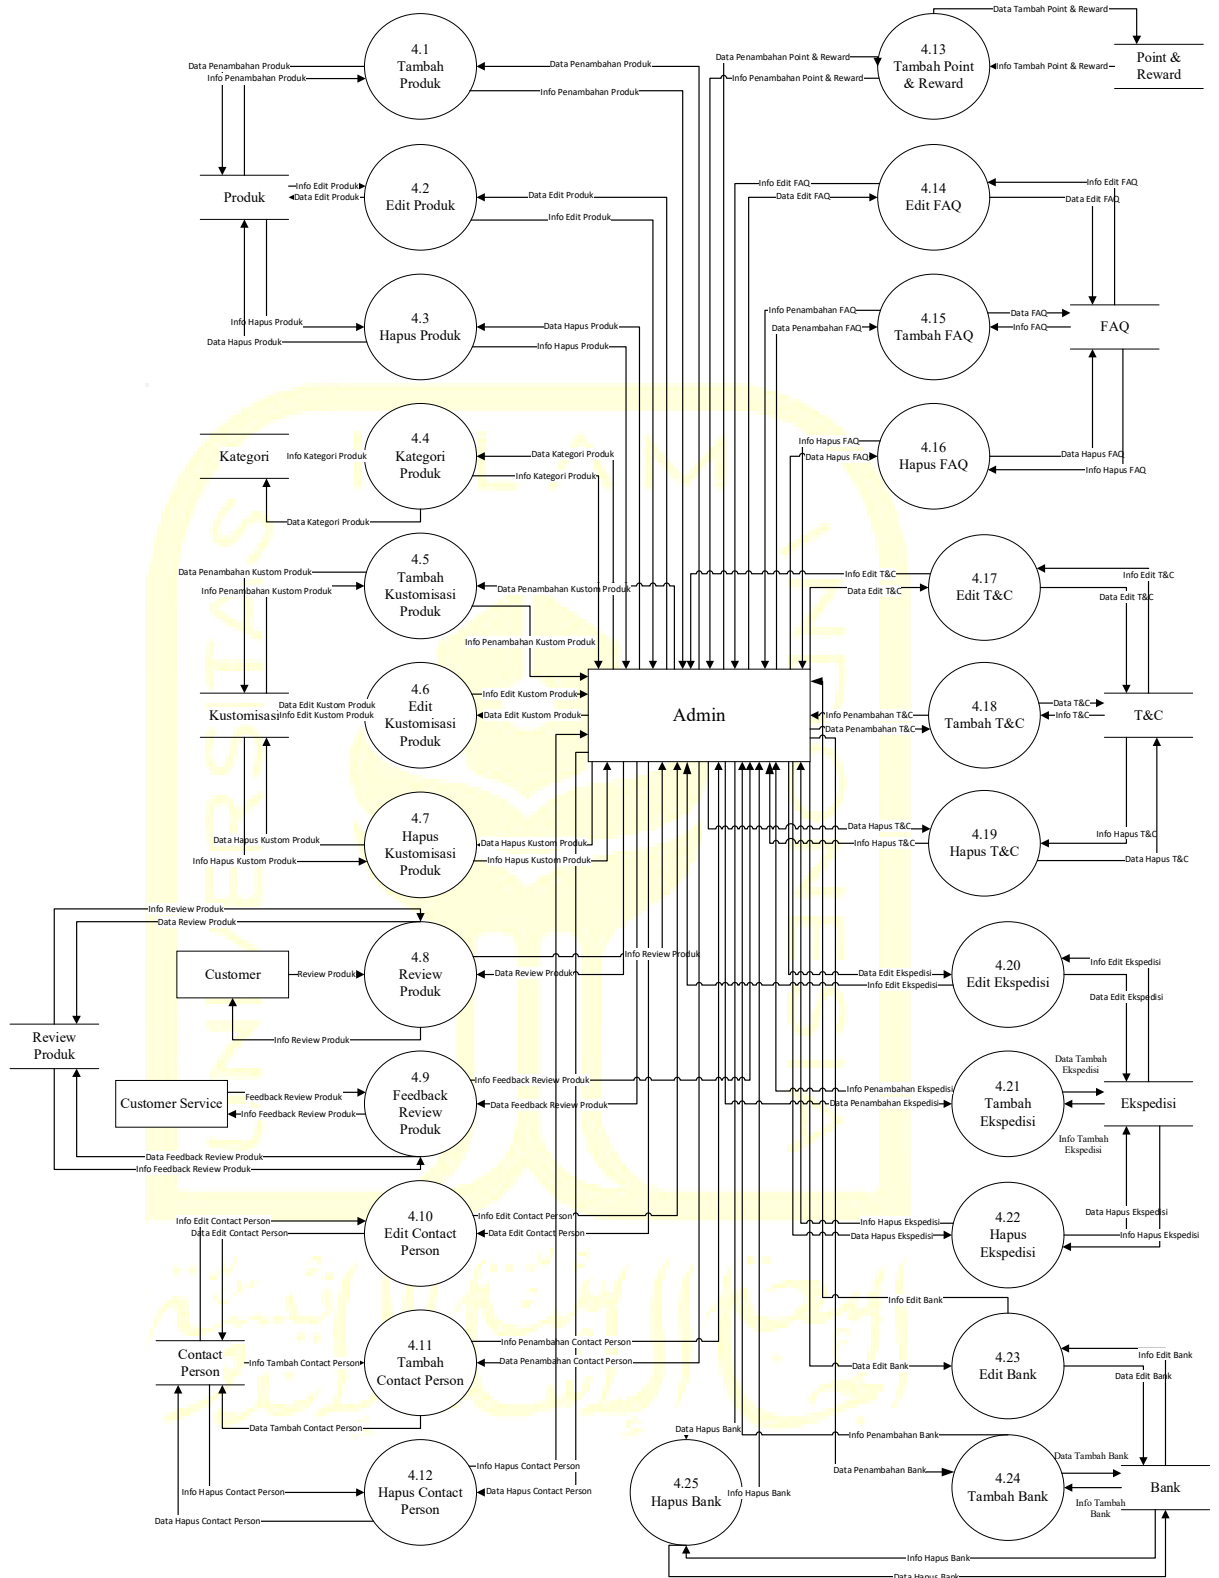 Data Tambah Point & Reward
4.1
Tambah
Produk
Data Penambahan Produk
Info Penambahan Produk
Data Penambahan Produk
Info Penambahan Produk
Data Penambahan Point & Reward
Info Penambahan Point & Reward
4.13
Tambah Point
& Reward
Info Tambah Point & Reward
Point &
Reward
Produk
Info Edit Produk
Data Edit Produk
4.2
Edit Produk
Data Edit Produk
Info Edit Produk
Info Edit FAQ
Data Edit FAQ
4.14
Edit FAQ
Info Edit FAQ
Data Edit FAQ
Info Hapus Produk
Data Hapus Produk
4.3
Hapus Produk
Data Hapus Produk
Info Hapus Produk
Info Penambahan FAQ
Data Penambahan FAQ
4.15
Tambah FAQ
Data FAQ
Info FAQ
FAQ
Kategori
Info Kategori Produk
4.4
Kategori
Produk
Data Kategori Produk
Info Kategori Produk
Data Kategori Produk
Info Hapus FAQ
Data Hapus FAQ
4.16
Hapus FAQ
Data Hapus FAQ
Info Hapus FAQ
ISLAM
UNIVERSITAS
INDONESIA
Data Penambahan Kustom Produk
Info Penambahan Kustom Produk
4.5
Tambah
Kustomisasi
Produk
Data Penambahan Kustom Produk
Info Penambahan Kustom Produk
Info Edit T&C
Data Edit T&C
4.17
Edit T&C
Info Edit T&C
Data Edit T&C
Kustomisasi
Data Edit Kustom Produk
Info Edit Kustom Produk
4.6
Edit
Kustomisasi
Produk
Info Edit Kustom Produk
Data Edit Kustom Produk
Admin
Info Penambahan T&C
Data Penambahan T&C
4.18
Tambah T&C
Data T&C
Info T&C
T&C
Data Hapus Kustom Produk
Info Hapus Kustom Produk
4.7
Hapus
Kustomisasi
Produk
Data Hapus Kustom Produk
Info Hapus Kustom Produk
Data Hapus T&C
Info Hapus T&C
4.19
Hapus T&C
Info Hapus T&C
Data Hapus T&C
Info Review Produk
Data Review Produk
Customer
Review Produk
4.8
Review
Produk
Info Review Produk
Data Review Produk
Info Review Produk
Data Edit Ekspedisi
Info Edit Ekspedisi
4.20
Edit Ekspedisi
Info Edit Ekspedisi
Data Edit Ekspedisi
Review
Produk
Customer Service
Feedback Review Produk
Info Feedback Review Produk
4.9
Feedback
Review
Produk
Info Feedback Review Produk
Data Feedback Review Produk
Data Feedback Review Produk
Info Feedback Review Produk
Info Penambahan Ekspedisi
Data Penambahan Ekspedisi
4.21
Tambah
Ekspedisi
Data Tambah
Ekspedisi
Info Tambah
Ekspedisi
Ekspedisi
Info Edit Contact Person
Data Edit Contact Person
4.10
Edit Contact
Person
Info Edit Contact Person
Data Edit Contact Person
Info Hapus Ekspedisi
Data Hapus Ekspedisi
4.22
Hapus
Ekspedisi
Data Hapus Ekspedisi
Info Hapus Ekspedisi
Contact
Person
Info Tambah Contact Person
4.11
Tambah
Contact Person
Info Penambahan Contact Person
Data Penambahan Contact Person
Data Tambah Contact Person
Info Edit Bank
Data Edit Bank
4.23
Edit Bank
Info Edit Bank
Data Edit Bank
Info Hapus Contact Person
Data Hapus Contact Person
4.12
Hapus Contact
Person
Info Hapus Contact Person
Data Hapus Contact Person
Data Hapus Bank
4.25
Hapus Bank
Info Hapus Bank
Info Penambahan Bank
Data Penambahan Bank
4.24
Tambah Bank
Data Tambah Bank
Info Tambah
Bank
Bank
Info Hapus Bank
Data Hapus Bank